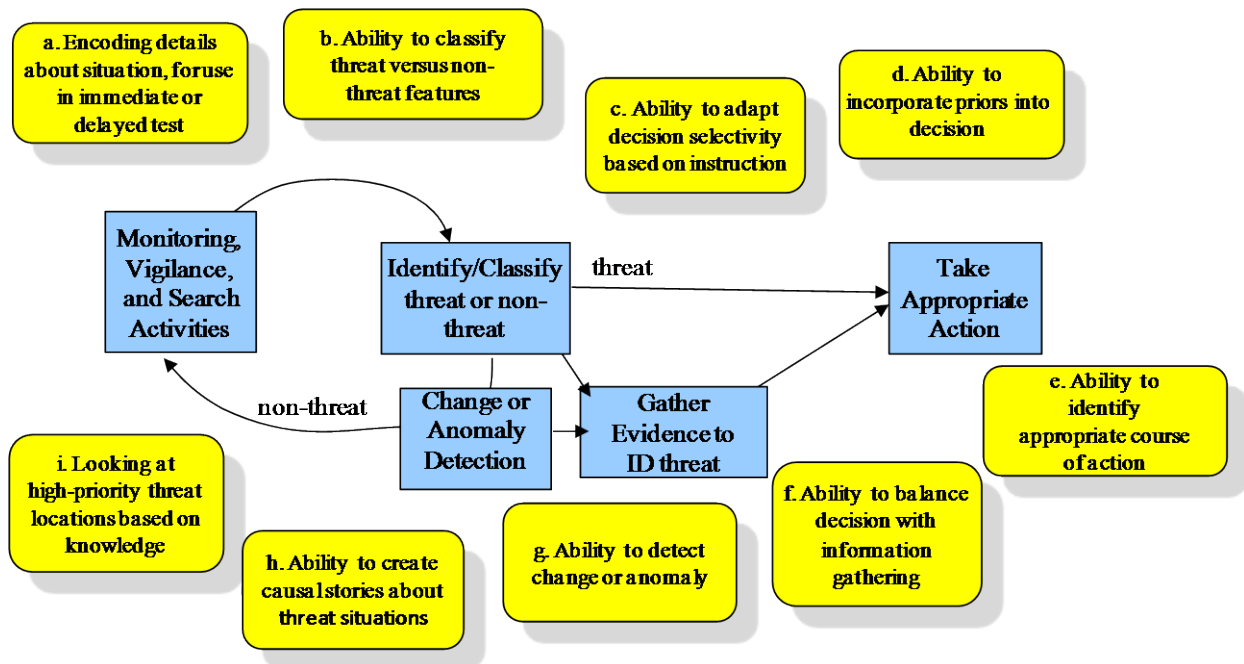 a. Encoding details
about situation, for use
in immediate or
delayed test
b. Ability to classify
threat versus non-
threat features
c. Ability to adapt
decision selectivity
based on instruction
d. Ability to
incorporate priors into
decision
Monitoring,
Vigilance,
and Search
Activities
Identify/Classify
threat or non-
threat
threat
Take
Appropriate
Action
non-threat
Change or
Anomaly
Detection
Gather
Evidence to
ID threat
e. Ability to
identify
appropriate course
of action
i. Looking at
high-priority threat
locations based on
knowledge
h. Ability to create
causal stories about
threat situations
g. Ability to detect
change or anomaly
f. Ability to balance
decision with
information
gathering